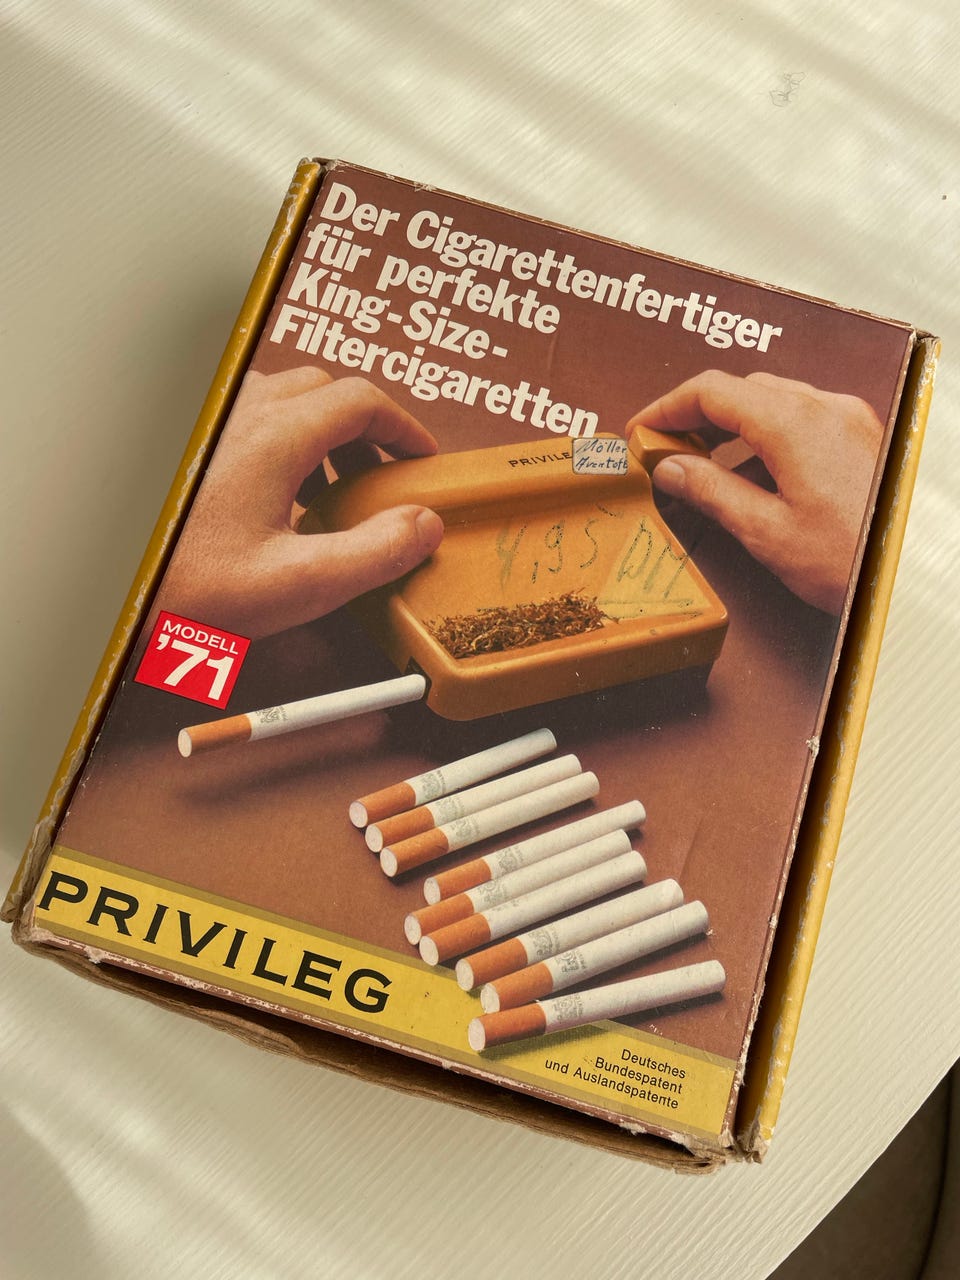 Der Cigarettenfertiger
für perfekte
King-Size-
Filtercigaretten
PRIVILE
Möller
Aventoft
4,95 DM
MODELL
'71
PRIVILEG
Deutsches
Bundespatent
und Auslandspatente